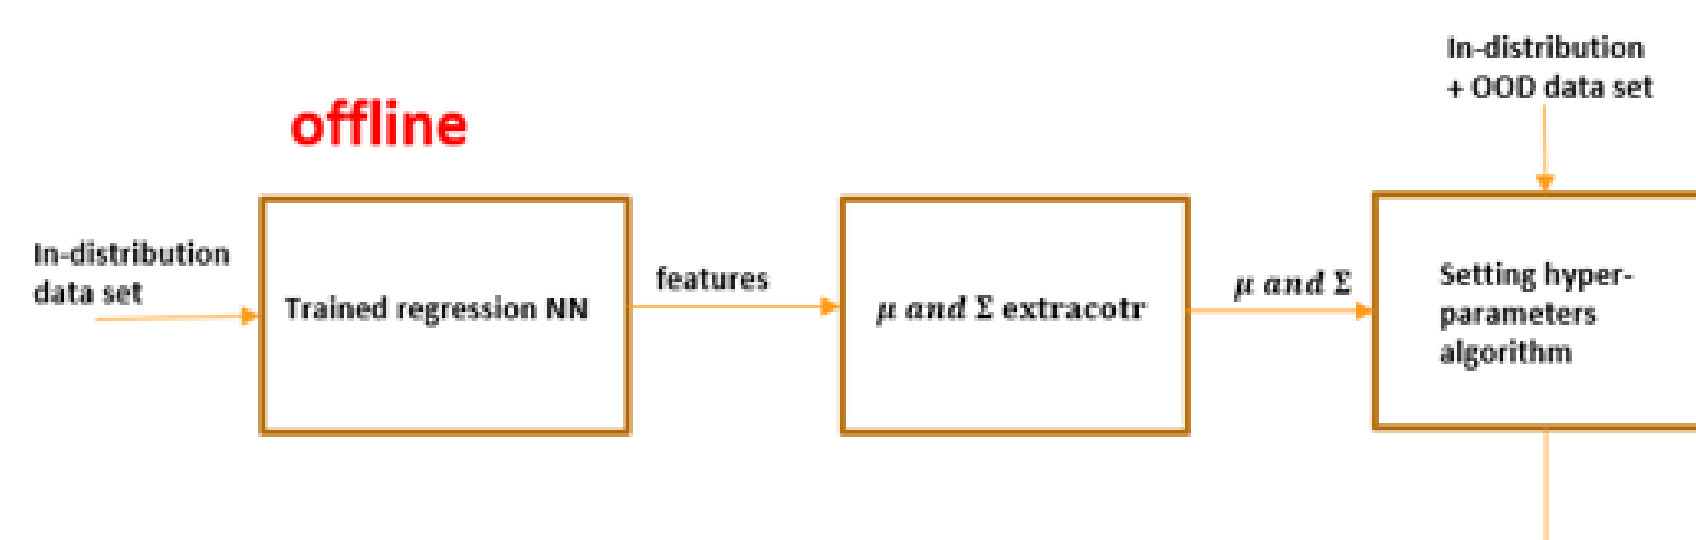 In-distribution
+ OOD data set
offline
In-distribution
data set
Trained regression NN
features
μ and Σ extracotr
μ and Σ
Setting hyper-
parameters
algorithm